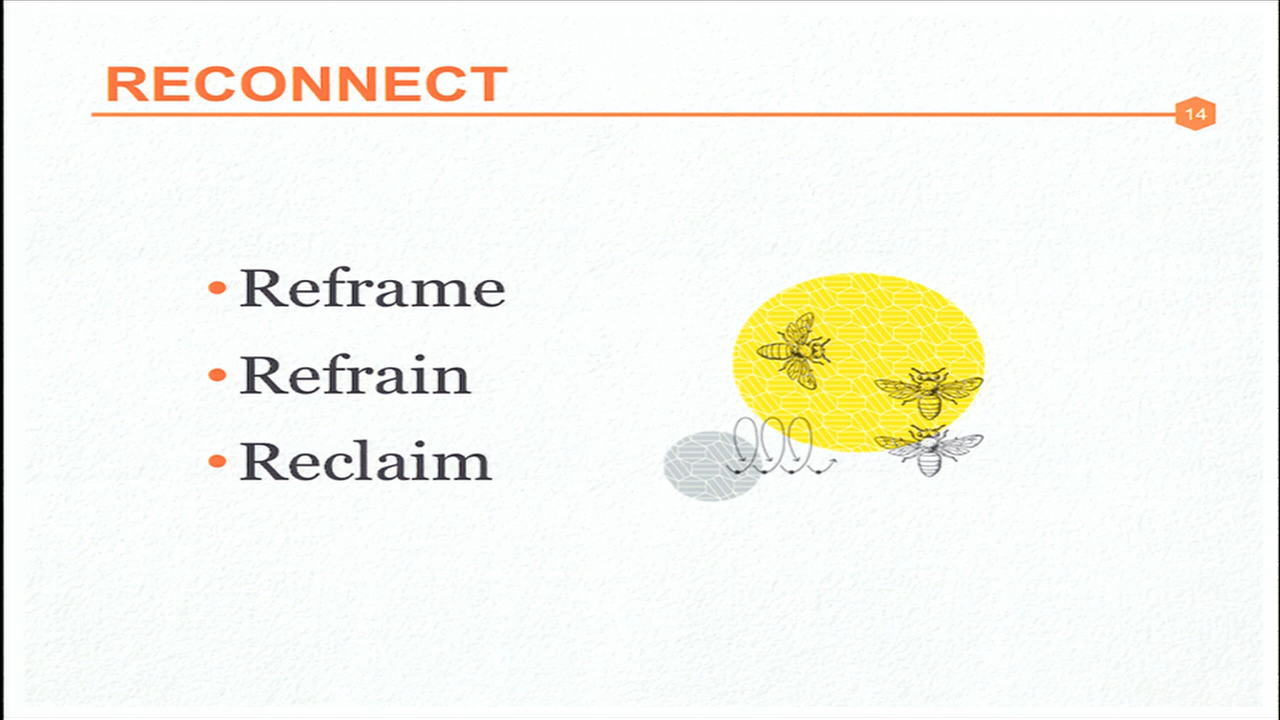 RECONNECT
14
• Reframe
• Refrain
• Reclaim